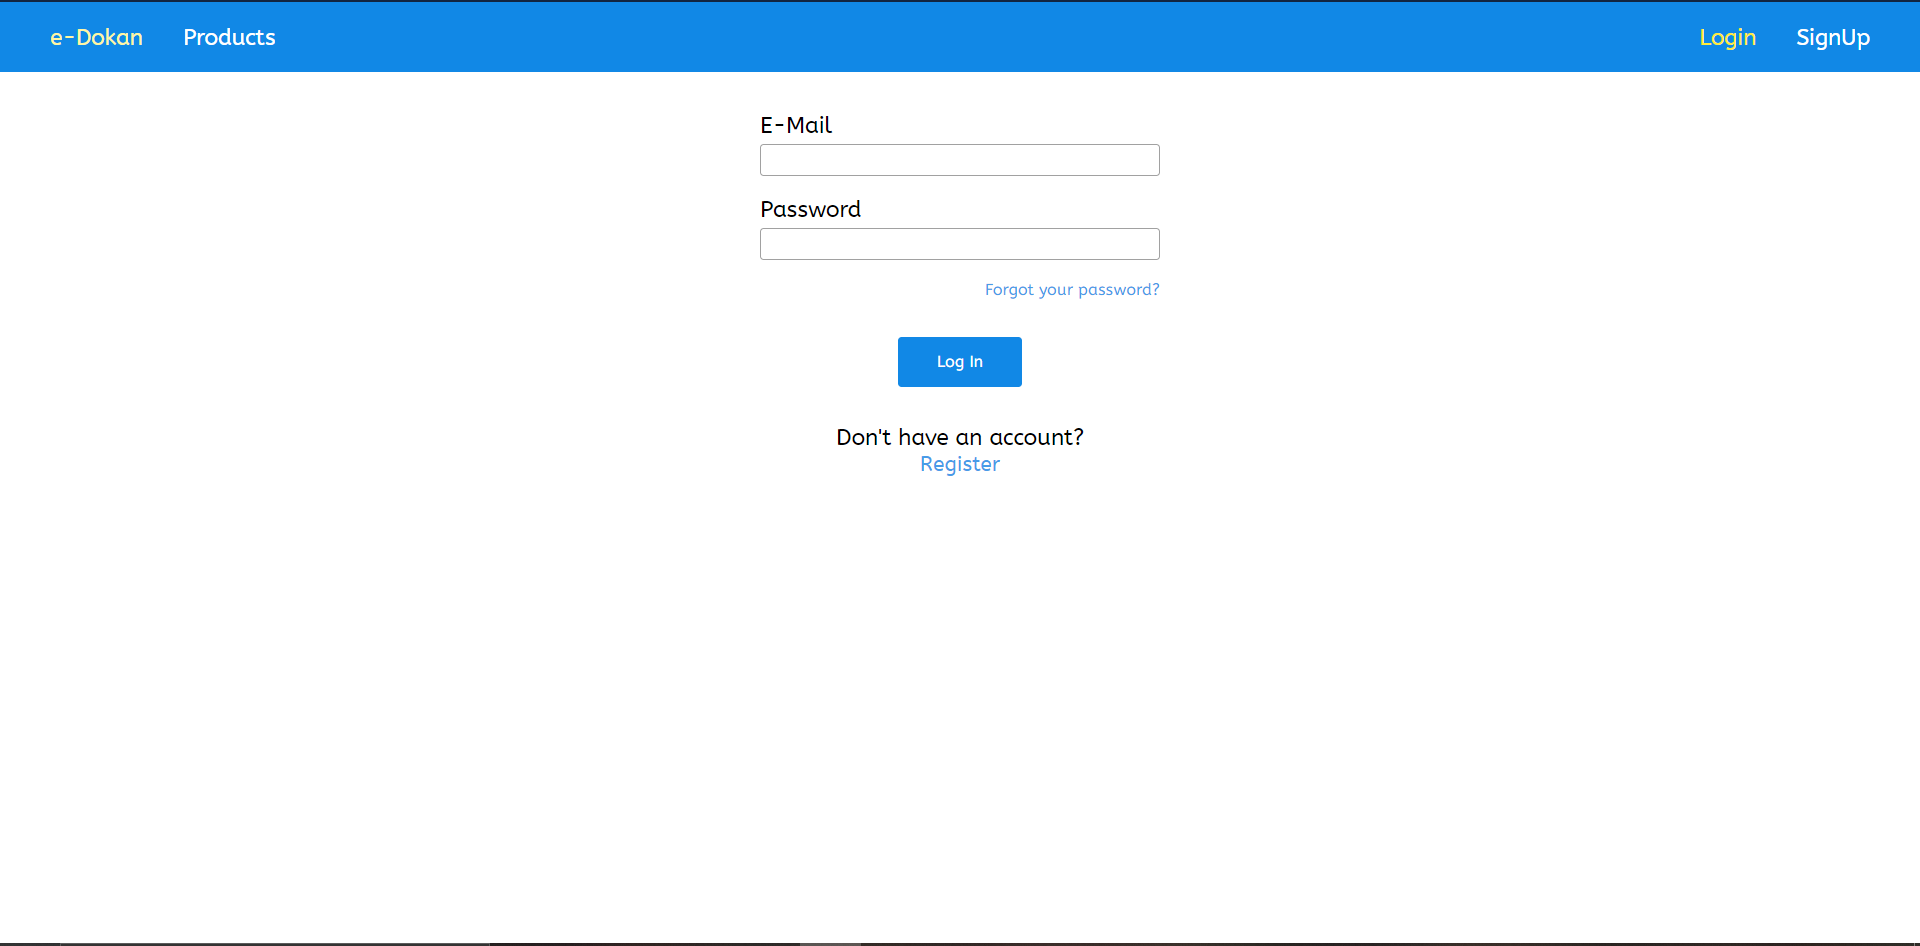 e-Dokan Products Login SignUp
E-Mail
Password
Forgot your password?
Log In
Don't have an account?
Register